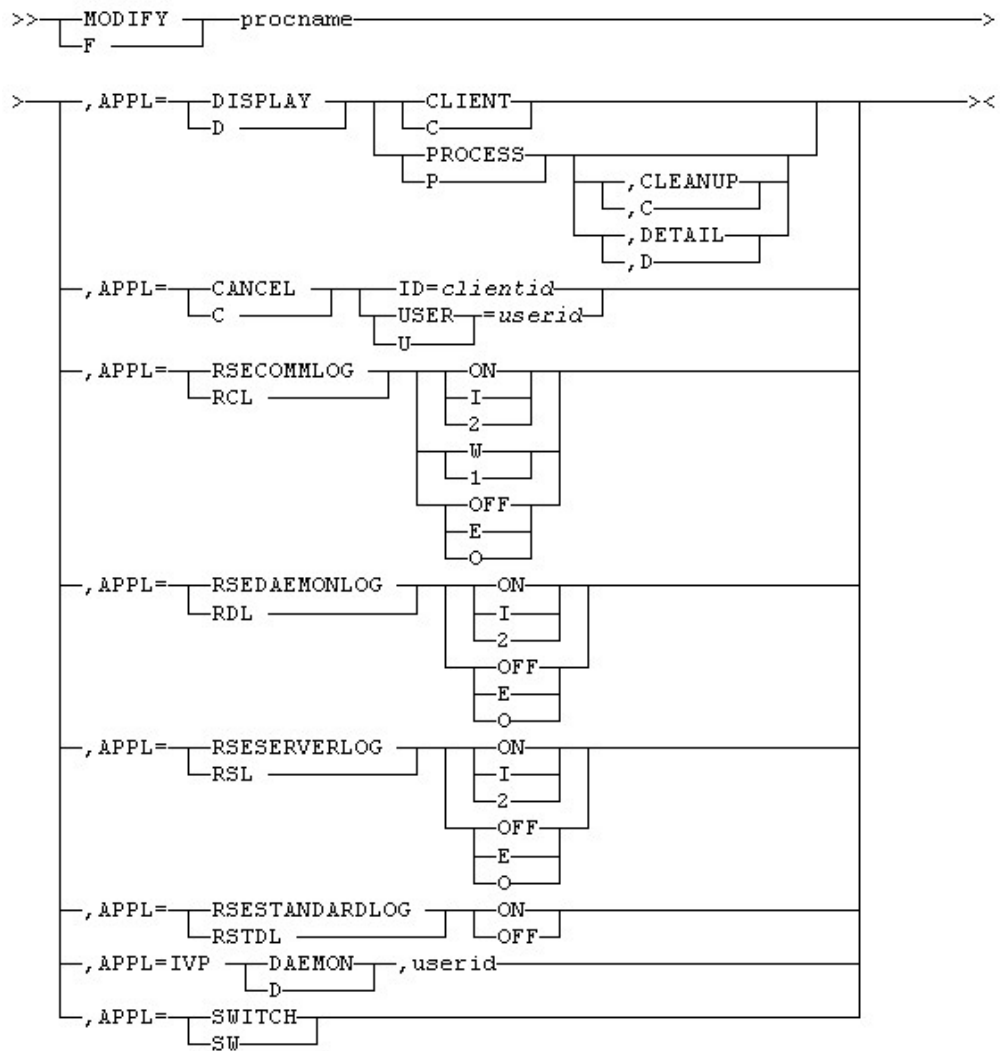 >> MODIFY procname >
F
> ,APPL= DISPLAY CLIENT ><
D C
PROCESS
P
,CLEANUP
,C
,DETAIL
,D
,APPL= CANCEL ID=clientid
C USER =userid
U
,APPL= RSECOMMLOG ON
RCL I
2
W
1
OFF
E
O
,APPL= RSEDAEMONLOG ON
RDL I
2
OFF
E
O
,APPL= RSESERVERLOG ON
RSL I
2
OFF
E
O
,APPL= RSESTANDARDLOG ON
RSTDL OFF
,APPL=IVP DAEMON ,userid
D
,APPL= SWITCH
SW